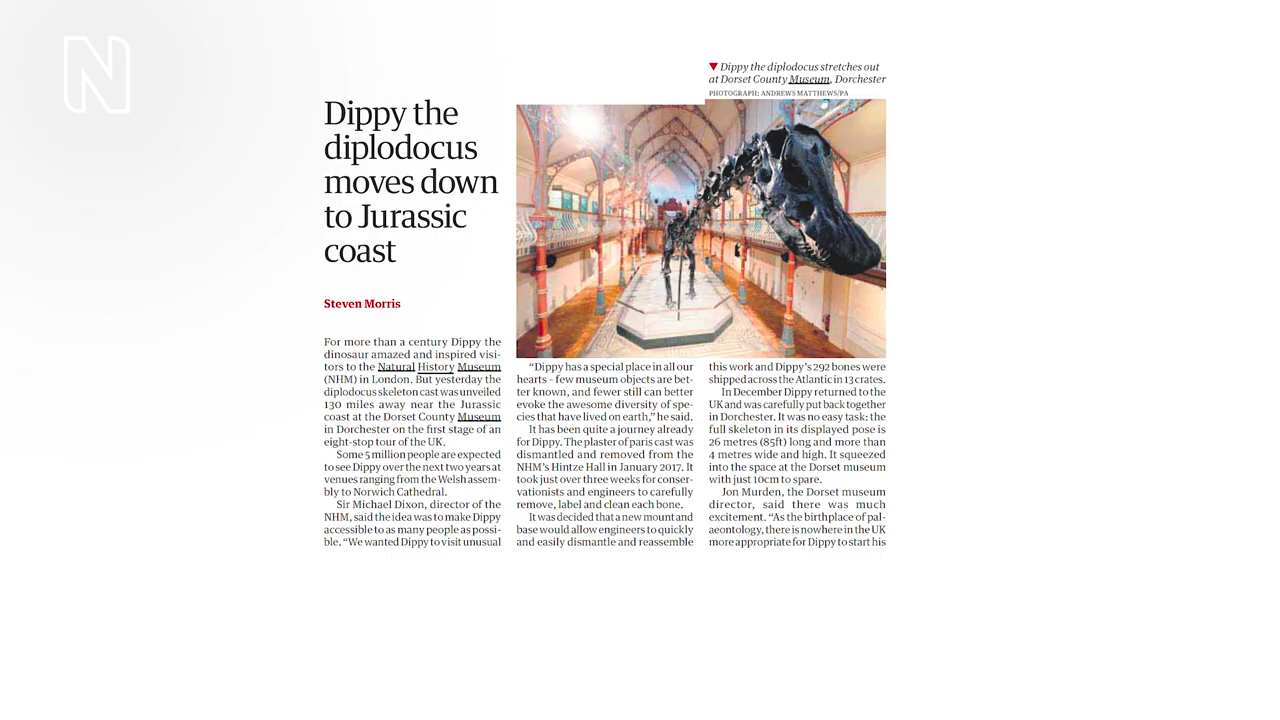 N
▼ Dippy the diplodocus stretches out
at Dorset County Museum, Dorchester
PHOTOGRAPH: ANDREWS MATTHEWS/PA
Dippy the
diplodocus
moves down
to Jurassic
coast
Steven Morris
For more than a century Dippy the
dinosaur amazed and inspired visi-
tors to the Natural History Museum
(NHM) in London. But yesterday the
diplodocus skeleton cast was unveiled
130 miles away near the Jurassic
coast at the Dorset County Museum
in Dorchester on the first stage of an
eight-stop tour of the UK.
Some 5 million people are expected
to see Dippy over the next two years at
venues ranging from the Welsh assem-
bly to Norwich Cathedral.
Sir Michael Dixon, director of the
NHM, said the idea was to make Dippy
accessible to as many people as possi-
ble. “We wanted Dippy to visit unusual
“Dippy has a special place in all our
hearts – few museum objects are bet-
ter known, and fewer still can better
evoke the awesome diversity of spe-
cies that have lived on earth,” he said.
It has been quite a journey already
for Dippy. The plaster of paris cast was
dismantled and removed from the
NHM’s Hintze Hall in January 2017. It
took just over three weeks for conser-
vationists and engineers to carefully
remove, label and clean each bone.
It was decided that a new mount and
base would allow engineers to quickly
and easily dismantle and reassemble
this work and Dippy’s 292 bones were
shipped across the Atlantic in 13 crates.
In December Dippy returned to the
UK and was carefully put back together
in Dorchester. It was no easy task: the
full skeleton in its displayed pose is
26 metres (85ft) long and more than
4 metres wide and high. It squeezed
into the space at the Dorset museum
with just 10cm to spare.
Jon Murden, the Dorset museum
director, said there was much
excitement. “As the birthplace of pal-
aeontology, there is nowhere in the UK
more appropriate for Dippy to start his